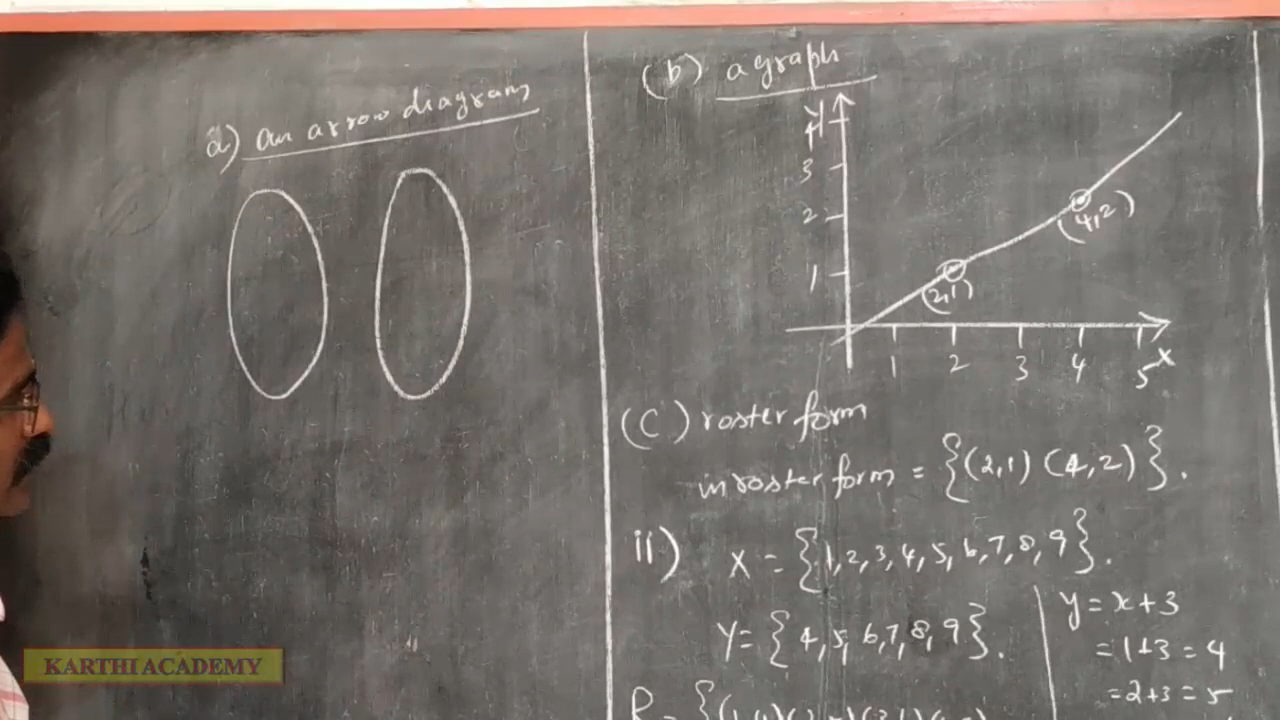 a) an arrow diagram
(b) a graph
Y
4
3
2
1
(2,1)
(4,2)
1 2 3 4 5 X
(C) roster form
in roster form = {(2,1) (4,2)}.
ii) X = {1,2,3,4,5,6,7,8,9}.
Y = {4,5,6,7,8,9}.
y = x+3
= 1+3 = 4
= 2+3 = 5
R = {
KARTHI ACADEMY